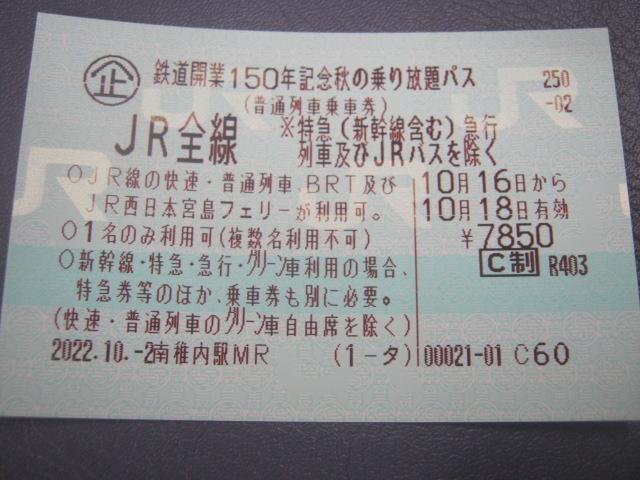 企 鉄道開業150年記念秋の乗り放題パス 250
(普通列車乗車券) -02
JR全線 ※特急(新幹線含む)急行
列車及びJRバスを除く
○JR線の快速・普通列車、BRT及び 10月16日から
JR西日本宮島フェリーが利用可。 10月18日有効
○1名のみ利用可(複数名利用不可) ¥7850
○新幹線・特急・急行・グリーン車利用の場合、 C制 R403
特急券等のほか、乗車券も別に必要。
(快速・普通列車のグリーン車自由席を除く)
2022.10.-2南稚内駅MR (1-タ) 00021-01 C60